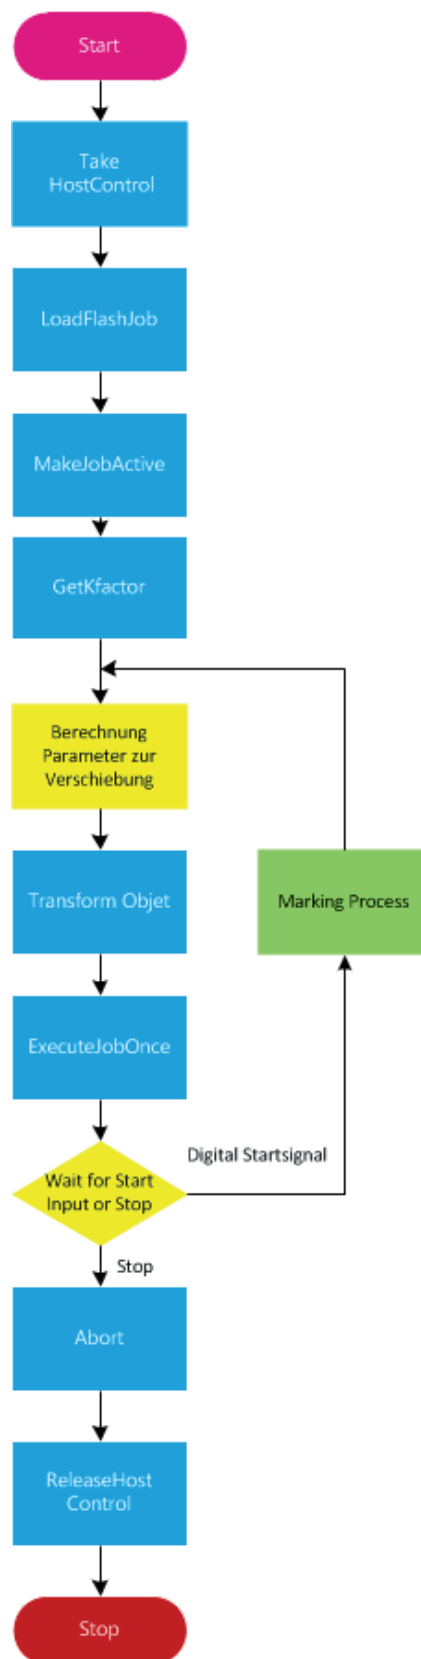 Start
Take
HostControl
LoadFlashJob
MakeJobActive
GetKfactor
Berechnung
Parameter zur
Verschiebung
Transform Objet
Marking Process
ExecuteJobOnce
Digital Startsignal
Wait for Start
Input or Stop
Stop
Abort
ReleaseHost
Control
Stop